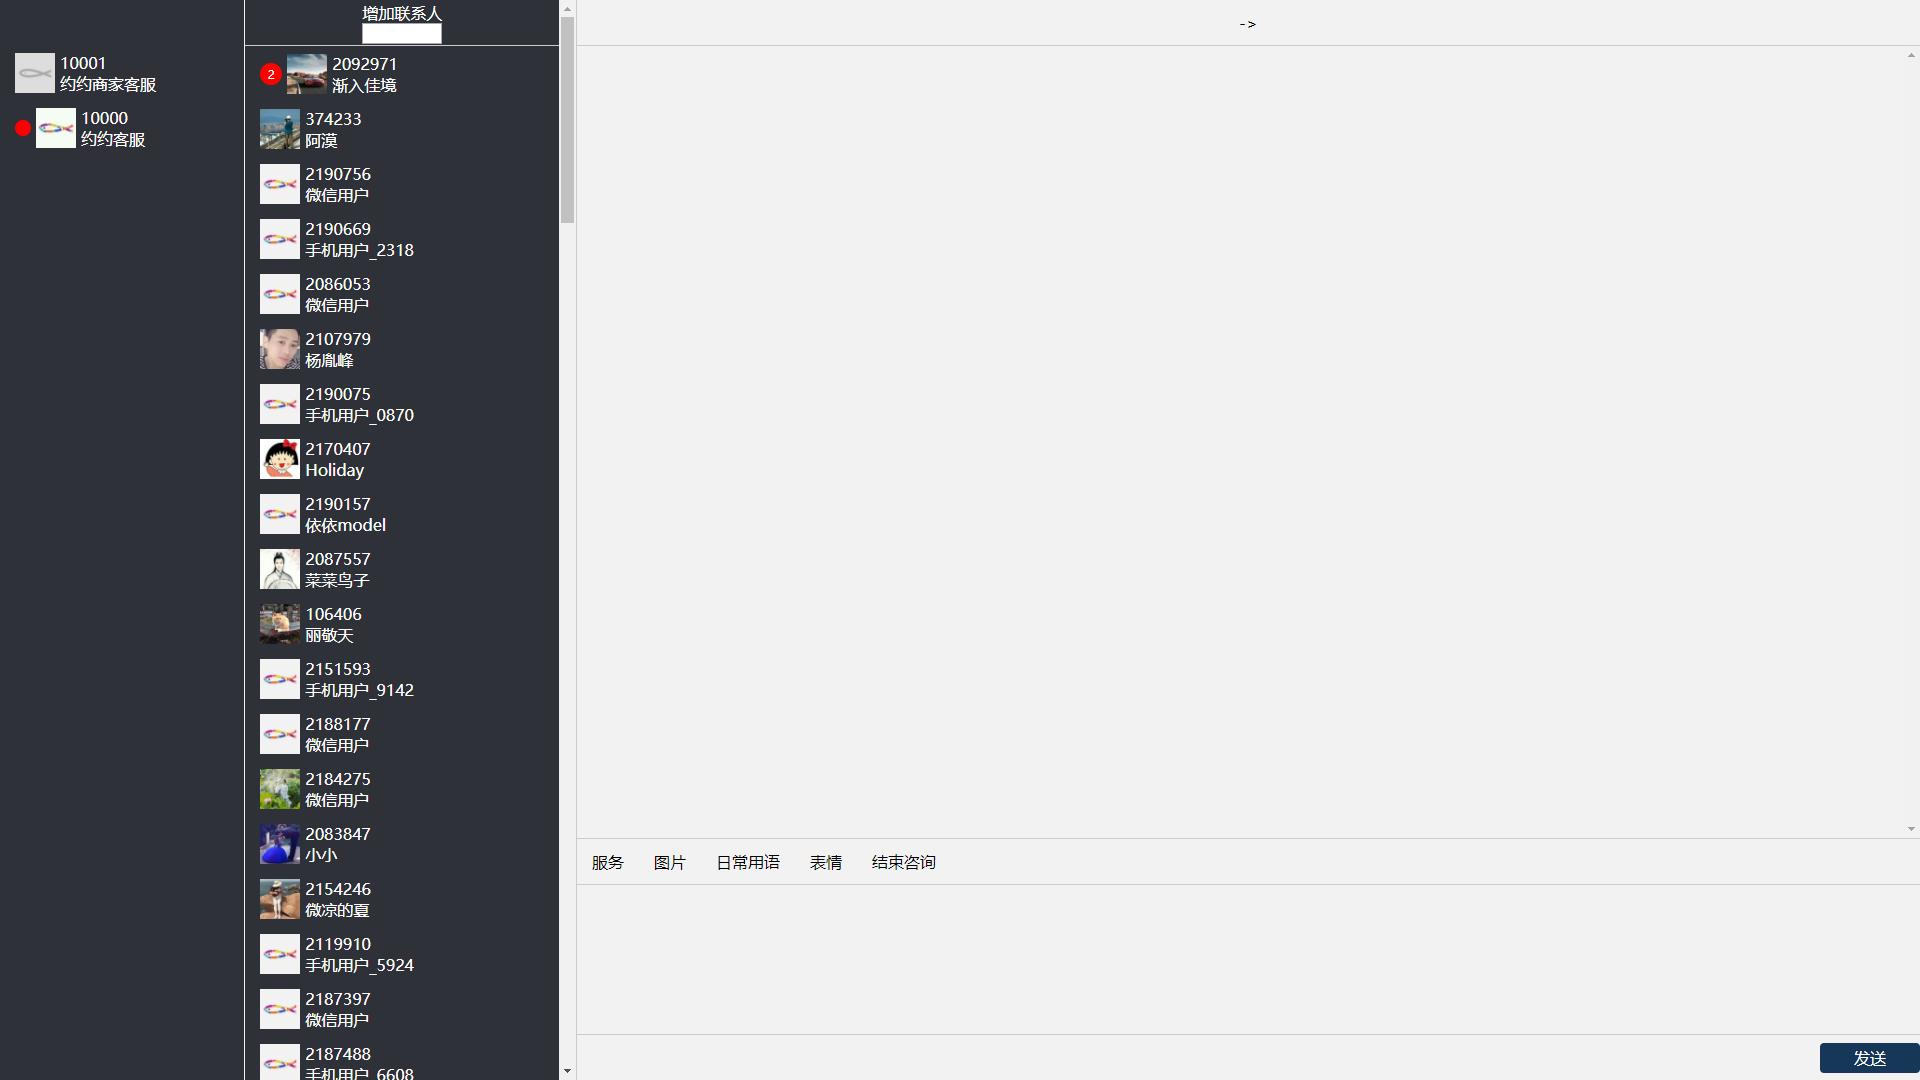 10001
约约商家客服
10000
约约客服
增加联系人
2
2092971
渐入佳境
374233
阿漠
2190756
微信用户
2190669
手机用户_2318
2086053
微信用户
2107979
杨胤峰
2190075
手机用户_0870
2170407
Holiday
2190157
依依model
2087557
菜菜鸟子
106406
丽敬天
2151593
手机用户_9142
2188177
微信用户
2184275
微信用户
2083847
小小
2154246
微凉的夏
2119910
手机用户_5924
2187397
微信用户
2187488
手机用户_6608
->
服务 图片 日常用语 表情 结束咨询
发送